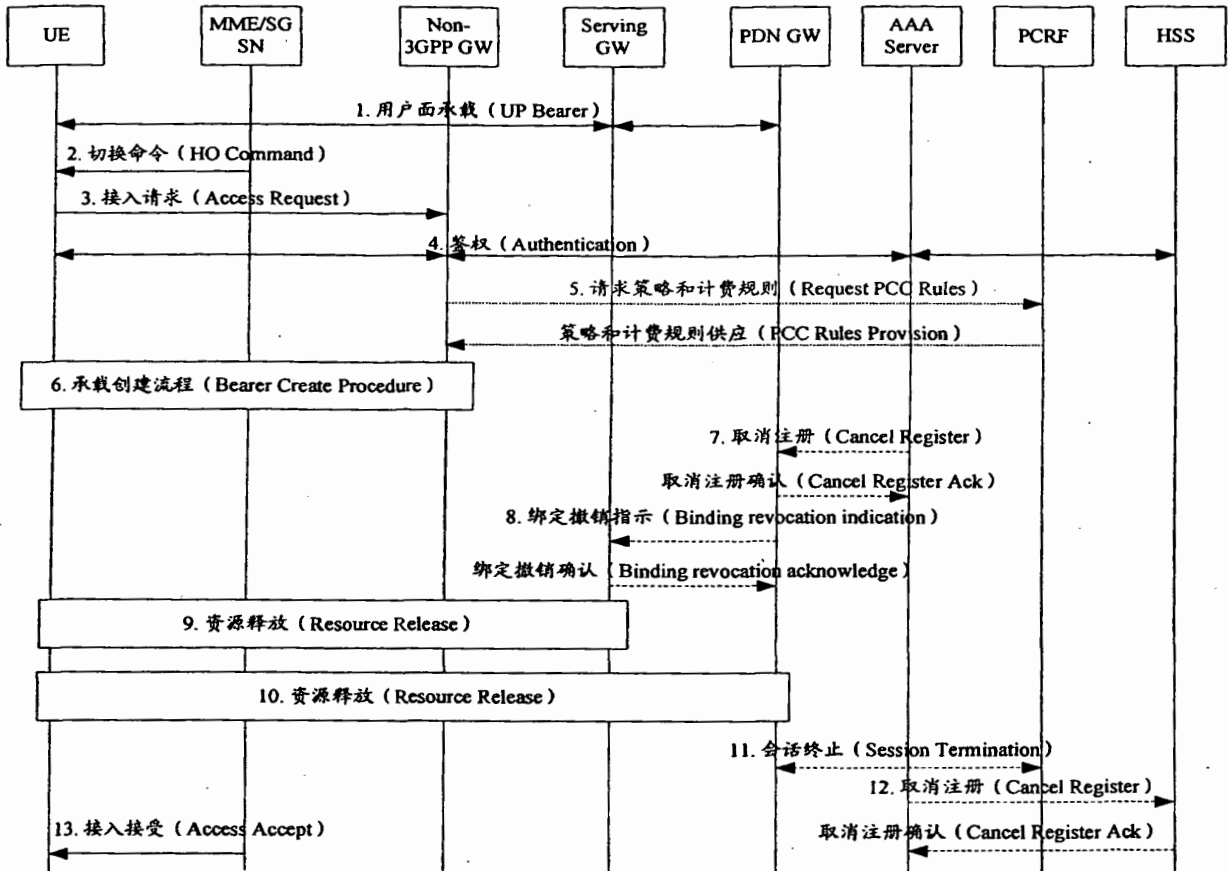 UE
MME/SG
SN
Non-
3GPP GW
Serving
GW
PDN GW
AAA
Server
PCRF
HSS
1. 用户面承载（UP Bearer）
2. 切换命令（HO Command）
3. 接入请求（Access Request）
4. 鉴权（Authentication）
5. 请求策略和计费规则（Request PCC Rules）
策略和计费规则供应（PCC Rules Provision）
6. 承载创建流程（Bearer Create Procedure）
7. 取消注册（Cancel Register）
取消注册确认（Cancel Register Ack）
8. 绑定撤销指示（Binding revocation indication）
绑定撤销确认（Binding revocation acknowledge）
9. 资源释放（Resource Release）
10. 资源释放（Resource Release）
11. 会话终止（Session Termination）
12. 取消注册（Cancel Register）
13. 接入接受（Access Accept）
取消注册确认（Cancel Register Ack）